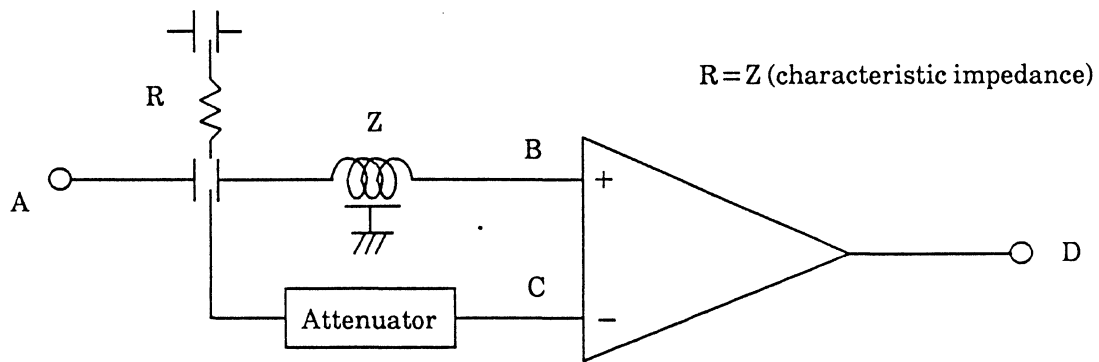 R = Z (characteristic impedance)
R
Z
A
B
+
D
C
Attenuator
−